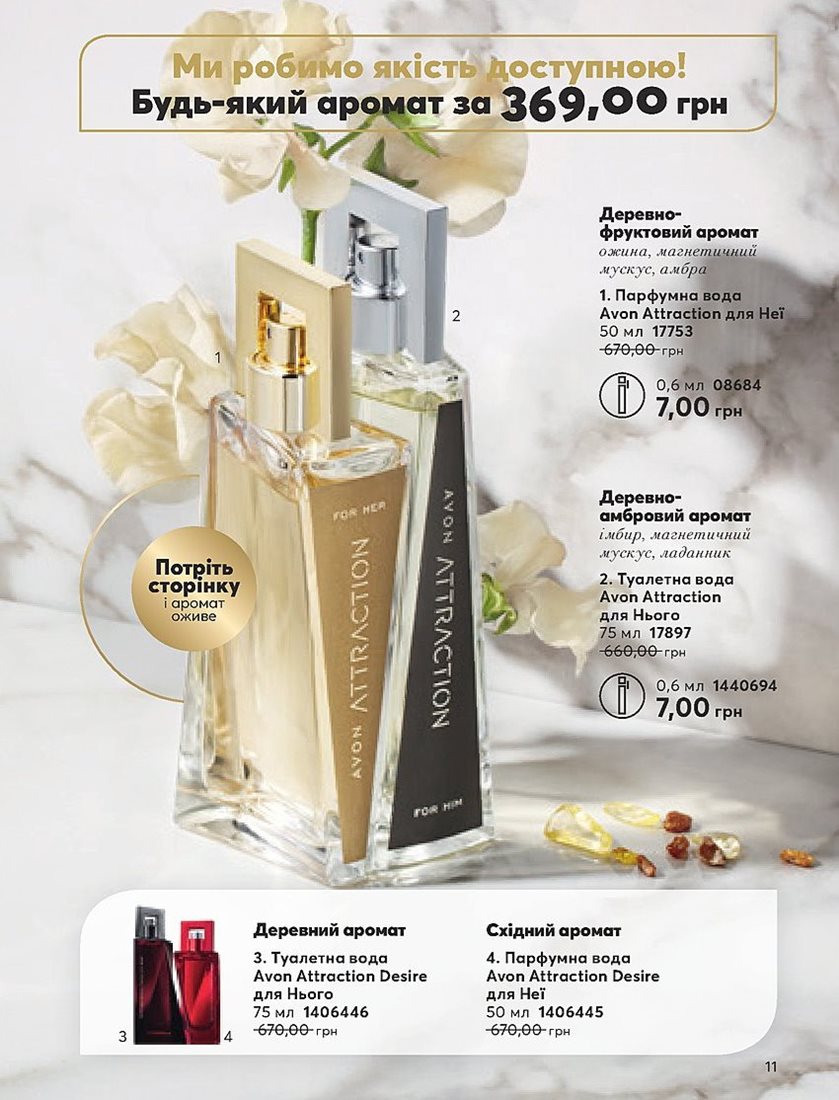 Ми робимо якість доступною!
Будь-який аромат за 369,00 грн
Деревно-
фруктовий аромат
ожина, магнетичний
мускус, амбра
1. Парфумна вода
Avon Attraction для Неї
50 мл 17753
670,00 грн
0,6 мл 08684
7,00 грн
2
1
Деревно-
амбровий аромат
імбир, магнетичний
мускус, ладанник
2. Туалетна вода
Avon Attraction
для Нього
75 мл 17897
660,00 грн
0,6 мл 1440694
7,00 грн
FOR HER
AVON ATTRACTION
AVON ATTRACTION
FOR HIM
Потріть
сторінку
і аромат
оживе
Деревний аромат
3. Туалетна вода
Avon Attraction Desire
для Нього
75 мл 1406446
670,00 грн
Східний аромат
4. Парфумна вода
Avon Attraction Desire
для Неї
50 мл 1406445
670,00 грн
3
4
11